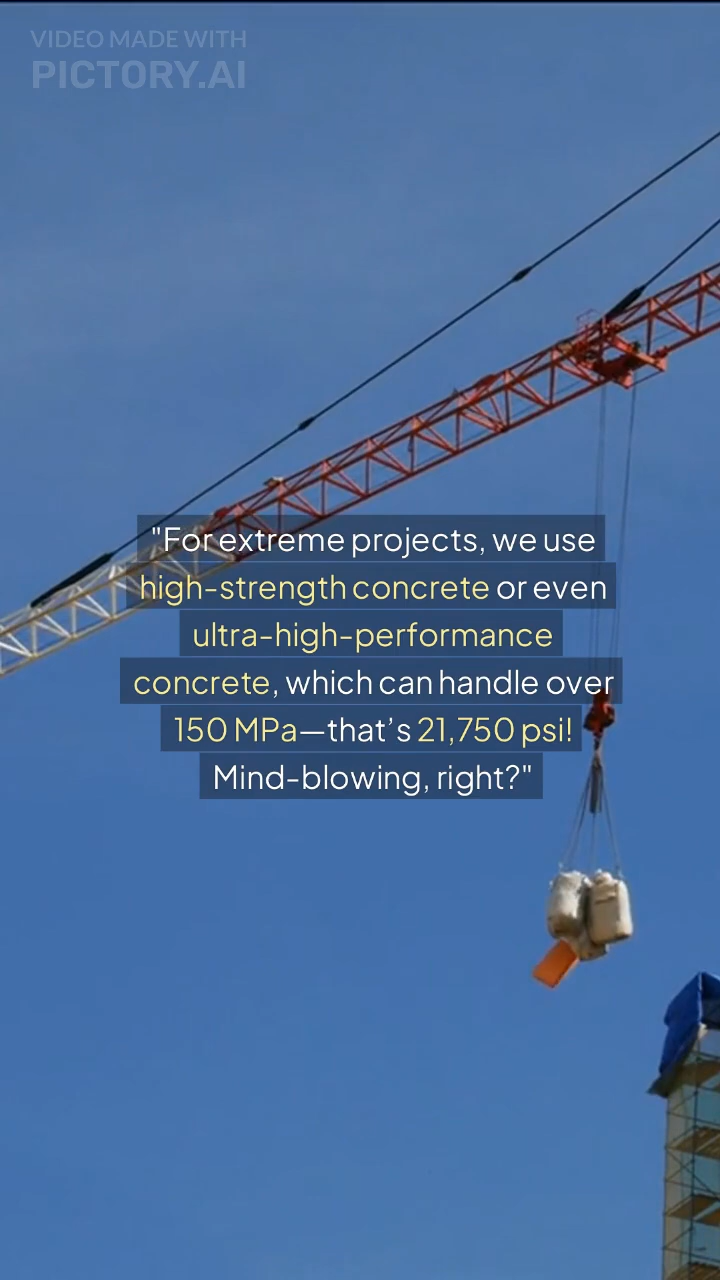 VIDEO MADE WITH
PICTORY.AI
"For extreme projects, we use
high-strength concrete or even
ultra-high-performance
concrete, which can handle over
150 MPa—that’s 21,750 psi!
Mind-blowing, right?"